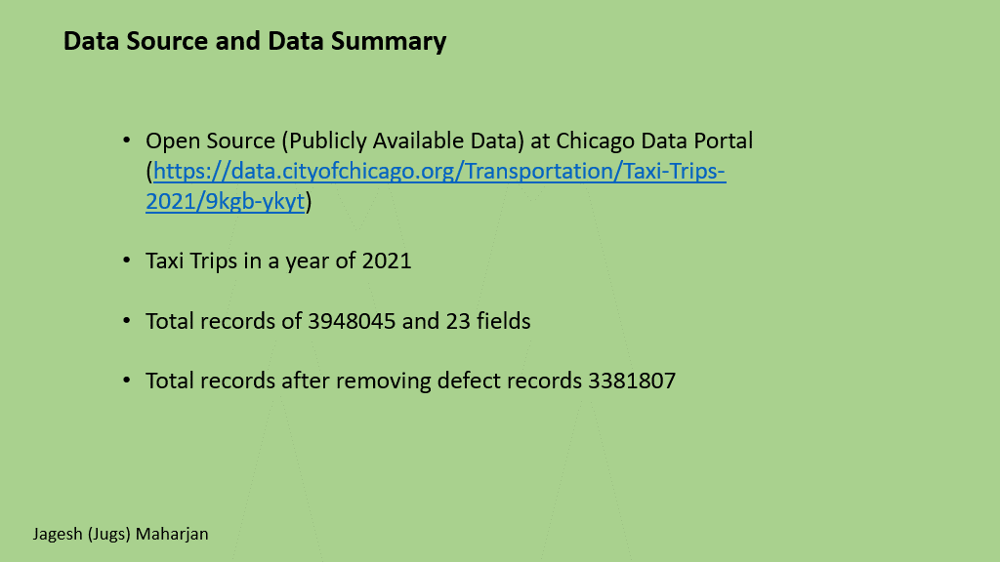 Data Source and Data Summary
• Open Source (Publicly Available Data) at Chicago Data Portal
(https://data.cityofchicago.org/Transportation/Taxi-Trips-
2021/9kgb-ykyt)
• Taxi Trips in a year of 2021
• Total records of 3948045 and 23 fields
• Total records after removing defect records 3381807
Jagesh (Jugs) Maharjan